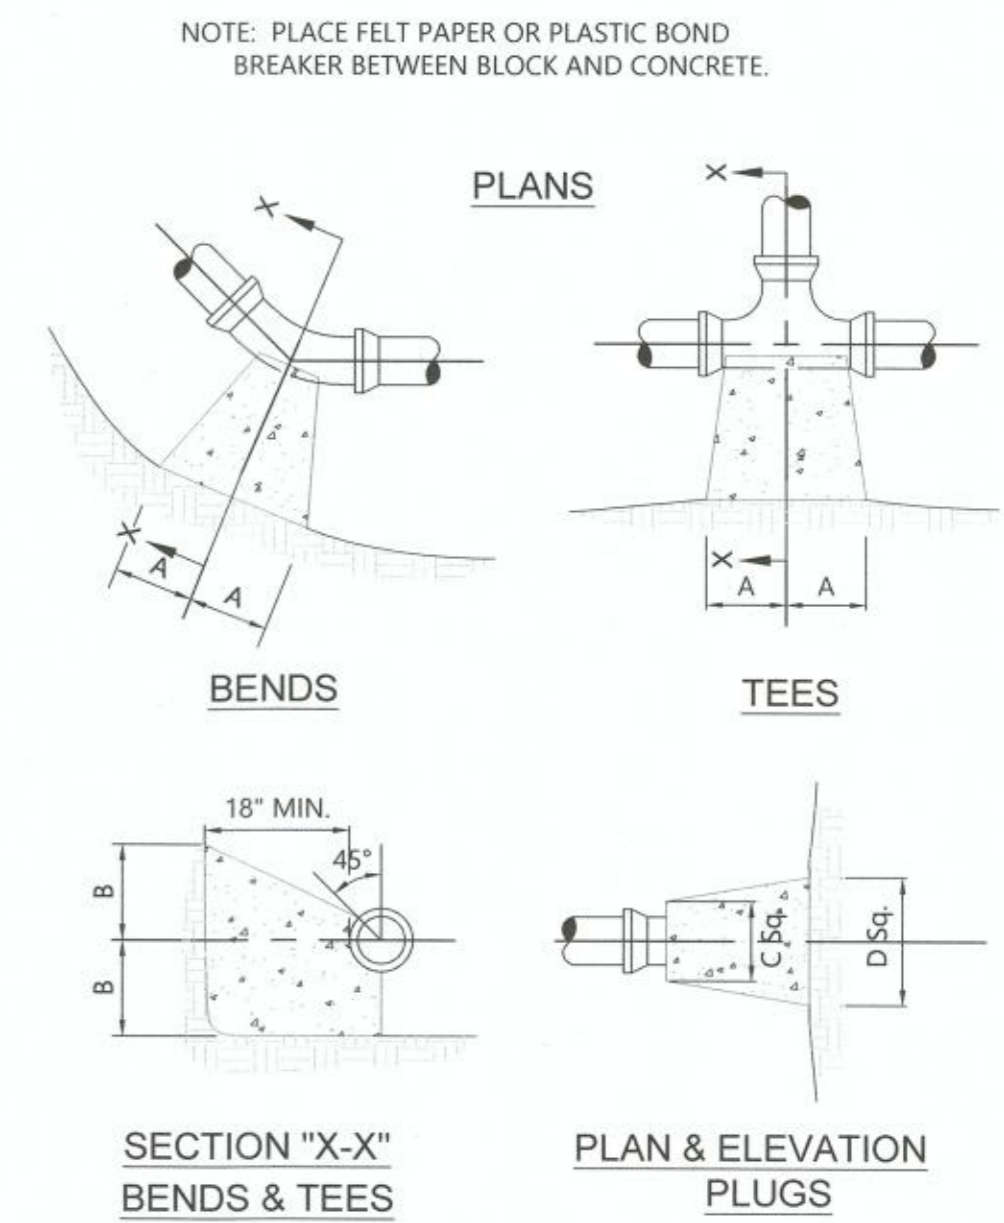 NOTE: PLACE FELT PAPER OR PLASTIC BOND
BREAKER BETWEEN BLOCK AND CONCRETE.
PLANS
X
X
X
A
A
X
A
A
BENDS
TEES
18" MIN.
45°
B
B
C Sq.
D Sq.
SECTION "X-X"
BENDS & TEES
PLAN & ELEVATION
PLUGS